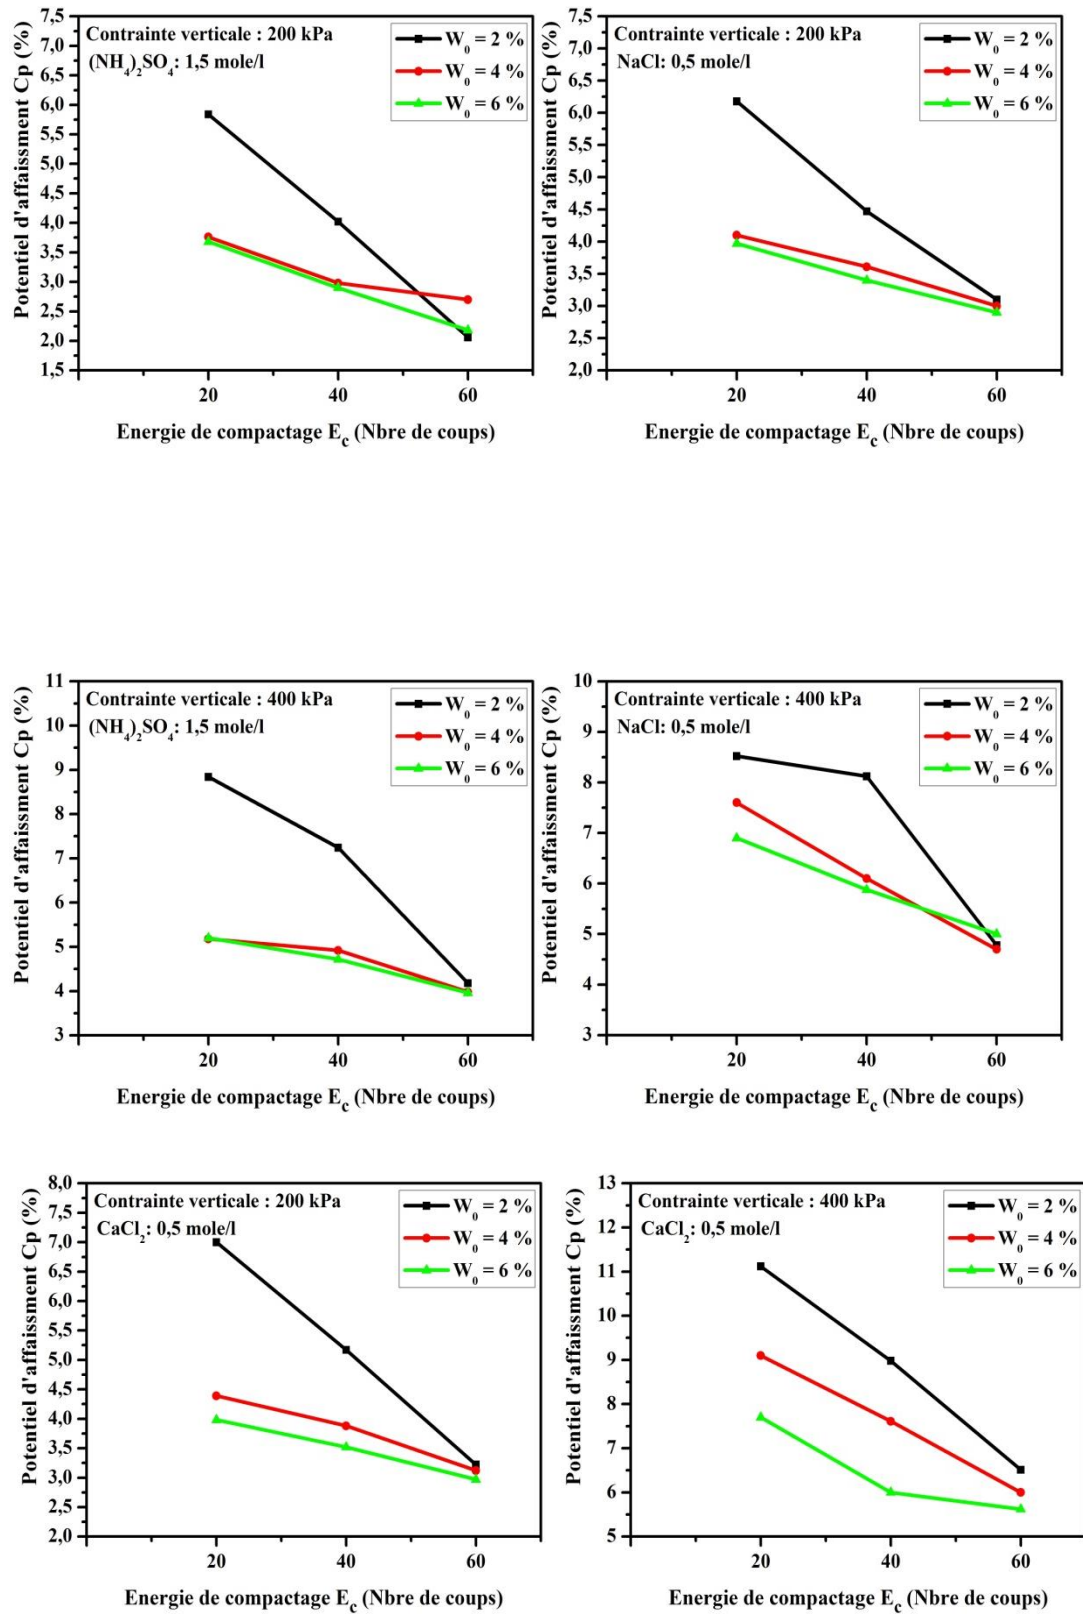 Contrainte verticale : 200 kPa
(NH₄)₂SO₄: 1,5 mole/l
W₀ = 2 %
W₀ = 4 %
W₀ = 6 %
Potentiel d'affaissment Cp (%)
7,5
7,0
6,5
6,0
5,5
5,0
4,5
4,0
3,5
3,0
2,5
2,0
1,5
20 40 60
Energie de compactage E_c (Nbre de coups)
Contrainte verticale : 200 kPa
NaCl: 0,5 mole/l
W₀ = 2 %
W₀ = 4 %
W₀ = 6 %
Potentiel d'affaissment Cp (%)
7,5
7,0
6,5
6,0
5,5
5,0
4,5
4,0
3,5
3,0
2,5
2,0
20 40 60
Energie de compactage E_c (Nbre de coups)
Contrainte verticale : 400 kPa
(NH₄)₂SO₄: 1,5 mole/l
W₀ = 2 %
W₀ = 4 %
W₀ = 6 %
Potentiel d'affaissment Cp (%)
11
10
9
8
7
6
5
4
3
20 40 60
Energie de compactage E_c (Nbre de coups)
Contrainte verticale : 400 kPa
NaCl: 0,5 mole/l
W₀ = 2 %
W₀ = 4 %
W₀ = 6 %
Potentiel d'affaissment Cp (%)
10
9
8
7
6
5
4
3
20 40 60
Energie de compactage E_c (Nbre de coups)
Contrainte verticale : 200 kPa
CaCl₂: 0,5 mole/l
W₀ = 2 %
W₀ = 4 %
W₀ = 6 %
Potentiel d'affaissment Cp (%)
8,0
7,5
7,0
6,5
6,0
5,5
5,0
4,5
4,0
3,5
3,0
2,5
2,0
20 40 60
Energie de compactage E_c (Nbre de coups)
Contrainte verticale : 400 kPa
CaCl₂: 0,5 mole/l
W₀ = 2 %
W₀ = 4 %
W₀ = 6 %
Potentiel d'affaissment Cp (%)
13
12
11
10
9
8
7
6
5
20 40 60
Energie de compactage E_c (Nbre de coups)